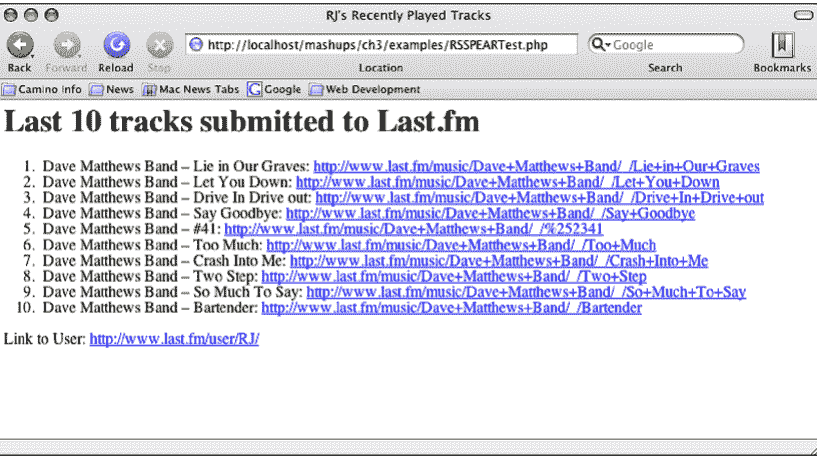 RJ's Recently Played Tracks
http://localhost/mashups/ch3/examples/RSSPEARTest.php
Google
Back Forward Reload Stop Location Search Bookmarks
Camino Info News Mac News Tabs Google Web Development
Last 10 tracks submitted to Last.fm
1. Dave Matthews Band – Lie in Our Graves: http://www.last.fm/music/Dave+Matthews+Band/_/Lie+in+Our+Graves
2. Dave Matthews Band – Let You Down: http://www.last.fm/music/Dave+Matthews+Band/_/Let+You+Down
3. Dave Matthews Band – Drive In Drive out: http://www.last.fm/music/Dave+Matthews+Band/_/Drive+In+Drive+out
4. Dave Matthews Band – Say Goodbye: http://www.last.fm/music/Dave+Matthews+Band/_/Say+Goodbye
5. Dave Matthews Band – #41: http://www.last.fm/music/Dave+Matthews+Band/_/%252341
6. Dave Matthews Band – Too Much: http://www.last.fm/music/Dave+Matthews+Band/_/Too+Much
7. Dave Matthews Band – Crash Into Me: http://www.last.fm/music/Dave+Matthews+Band/_/Crash+Into+Me
8. Dave Matthews Band – Two Step: http://www.last.fm/music/Dave+Matthews+Band/_/Two+Step
9. Dave Matthews Band – So Much To Say: http://www.last.fm/music/Dave+Matthews+Band/_/So+Much+To+Say
10. Dave Matthews Band – Bartender: http://www.last.fm/music/Dave+Matthews+Band/_/Bartender
Link to User: http://www.last.fm/user/RJ/